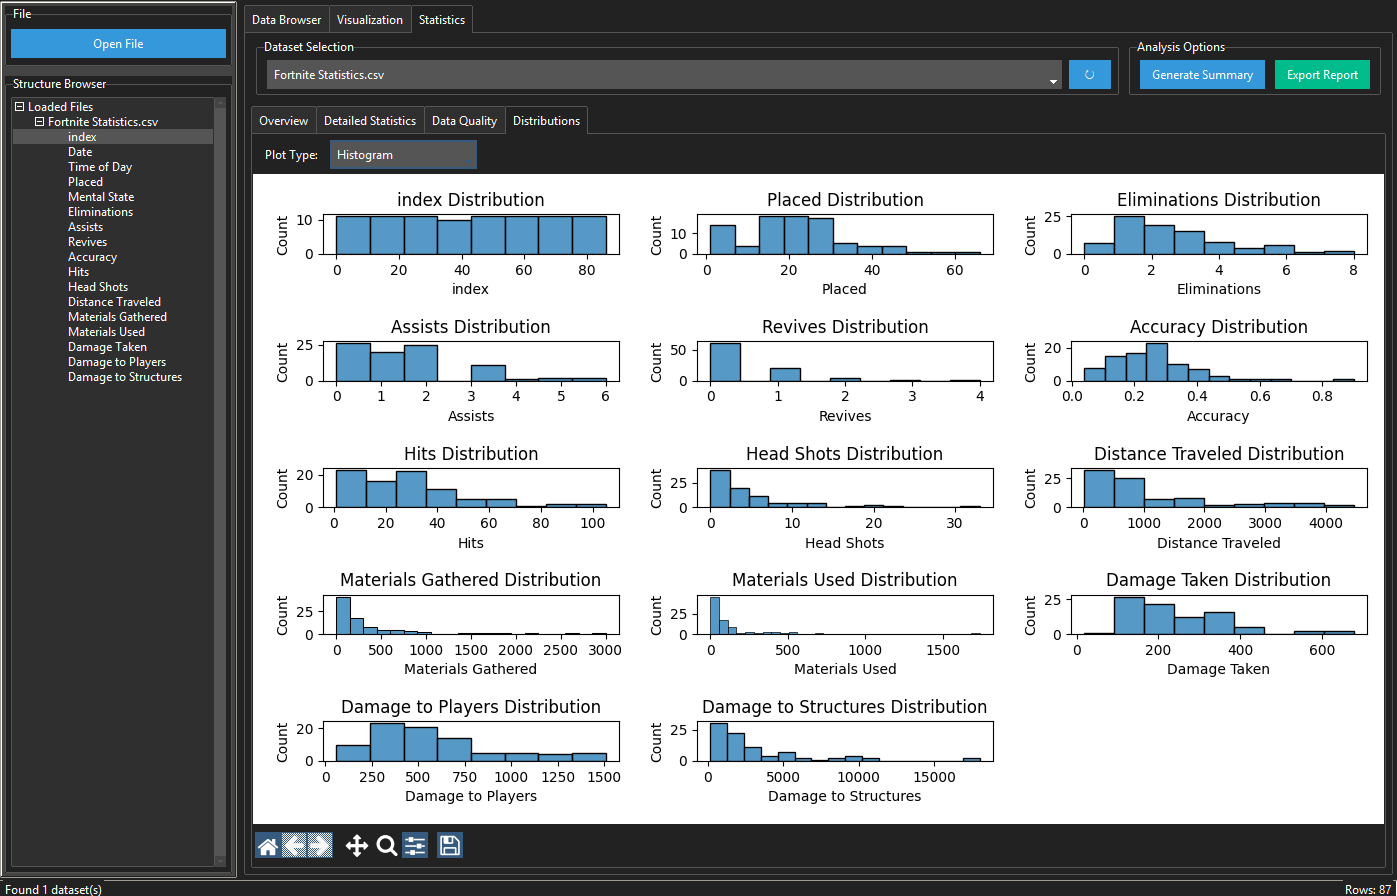 File
Open File
Structure Browser
Loaded Files
Fortnite Statistics.csv
index
Date
Time of Day
Placed
Mental State
Eliminations
Assists
Revives
Accuracy
Hits
Head Shots
Distance Traveled
Materials Gathered
Materials Used
Damage Taken
Damage to Players
Damage to Structures
Data Browser Visualization Statistics
Dataset Selection
Fortnite Statistics.csv
Analysis Options
Generate Summary Export Report
Overview Detailed Statistics Data Quality Distributions
Plot Type: Histogram
index Distribution
Count
10
0
0 20 40 60 80
index
Placed Distribution
Count
10
0
0 20 40 60
Placed
Eliminations Distribution
Count
25
0
0 2 4 6 8
Eliminations
Assists Distribution
Count
25
0
0 1 2 3 4 5 6
Assists
Revives Distribution
Count
50
0
0 1 2 3 4
Revives
Accuracy Distribution
Count
20
0
0.0 0.2 0.4 0.6 0.8
Accuracy
Hits Distribution
Count
20
0
0 20 40 60 80 100
Hits
Head Shots Distribution
Count
25
0
0 10 20 30
Head Shots
Distance Traveled Distribution
Count
25
0
0 1000 2000 3000 4000
Distance Traveled
Materials Gathered Distribution
Count
25
0
0 500 1000 1500 2000 2500 3000
Materials Gathered
Materials Used Distribution
Count
25
0
0 500 1000 1500
Materials Used
Damage Taken Distribution
Count
25
0
0 200 400 600
Damage Taken
Damage to Players Distribution
Count
20
0
0 250 500 750 1000 1250 1500
Damage to Players
Damage to Structures Distribution
Count
25
0
0 5000 10000 15000
Damage to Structures
Found 1 dataset(s)
Rows: 87